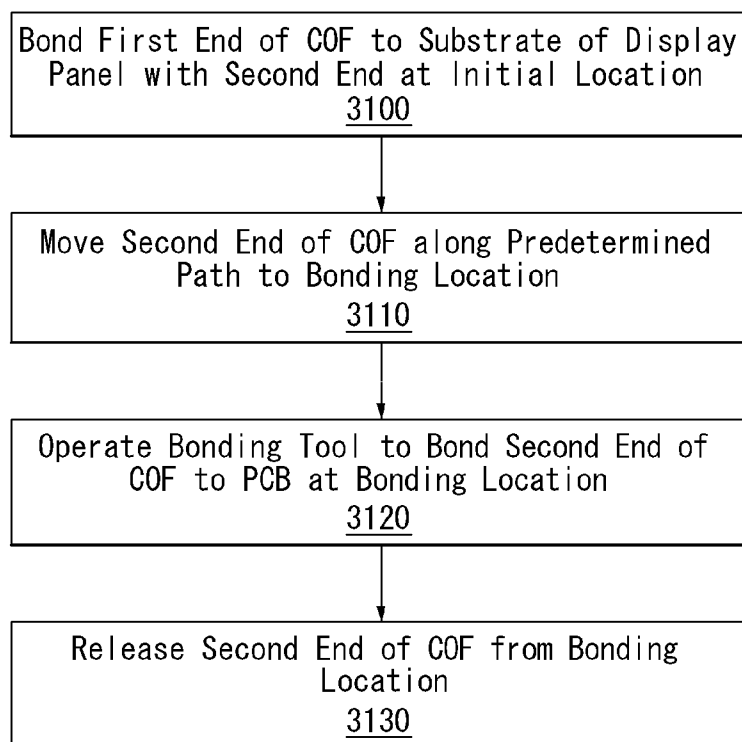 Bond First End of COF to Substrate of Display
Panel with Second End at Initial Location
3100
Move Second End of COF along Predetermined
Path to Bonding Location
3110
Operate Bonding Tool to Bond Second End of
COF to PCB at Bonding Location
3120
Release Second End of COF from Bonding
Location
3130